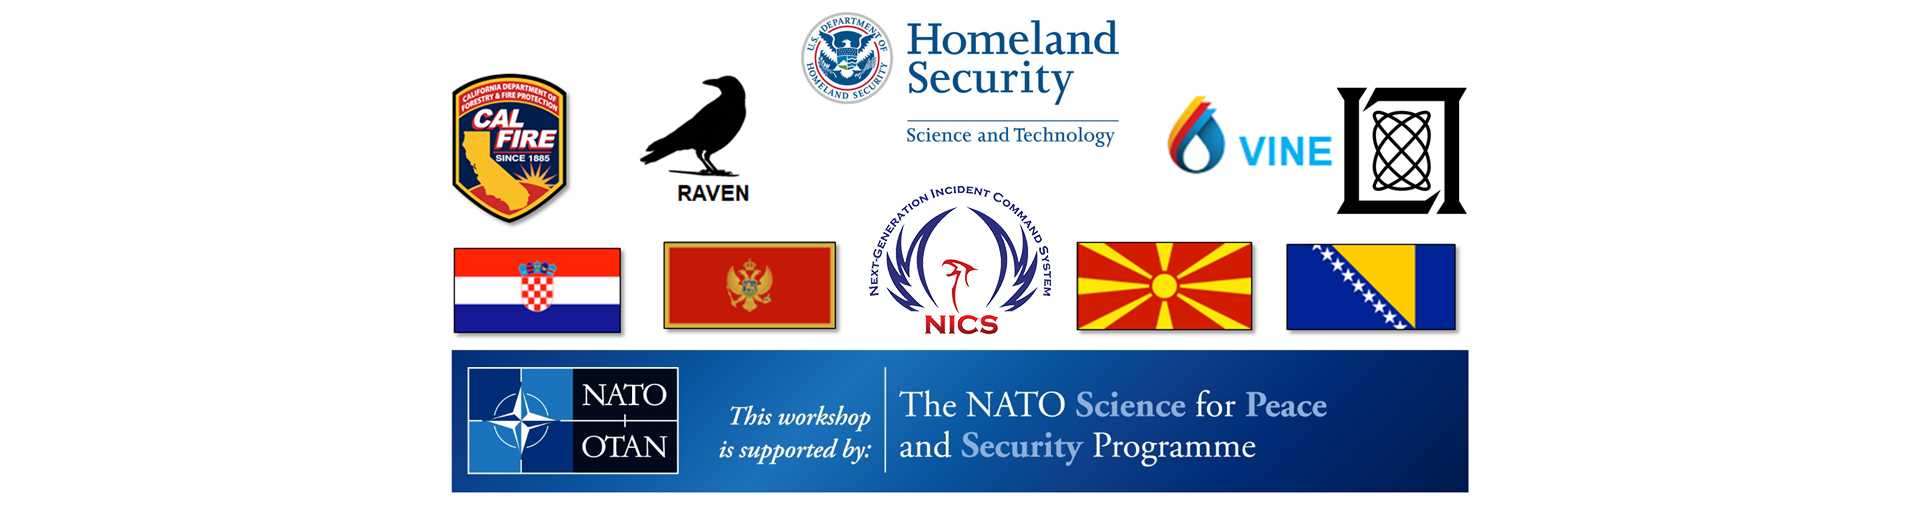 U.S. DEPARTMENT OF
HOMELAND SECURITY
Homeland
Security
Science and Technology
CALIFORNIA DEPARTMENT OF
FORESTRY & FIRE PROTECTION
CAL
FIRE
SINCE 1885
RAVEN
VINE
NEXT-GENERATION INCIDENT COMMAND SYSTEM
NICS
NATO
OTAN
This workshop
is supported by:
The NATO Science for Peace
and Security Programme